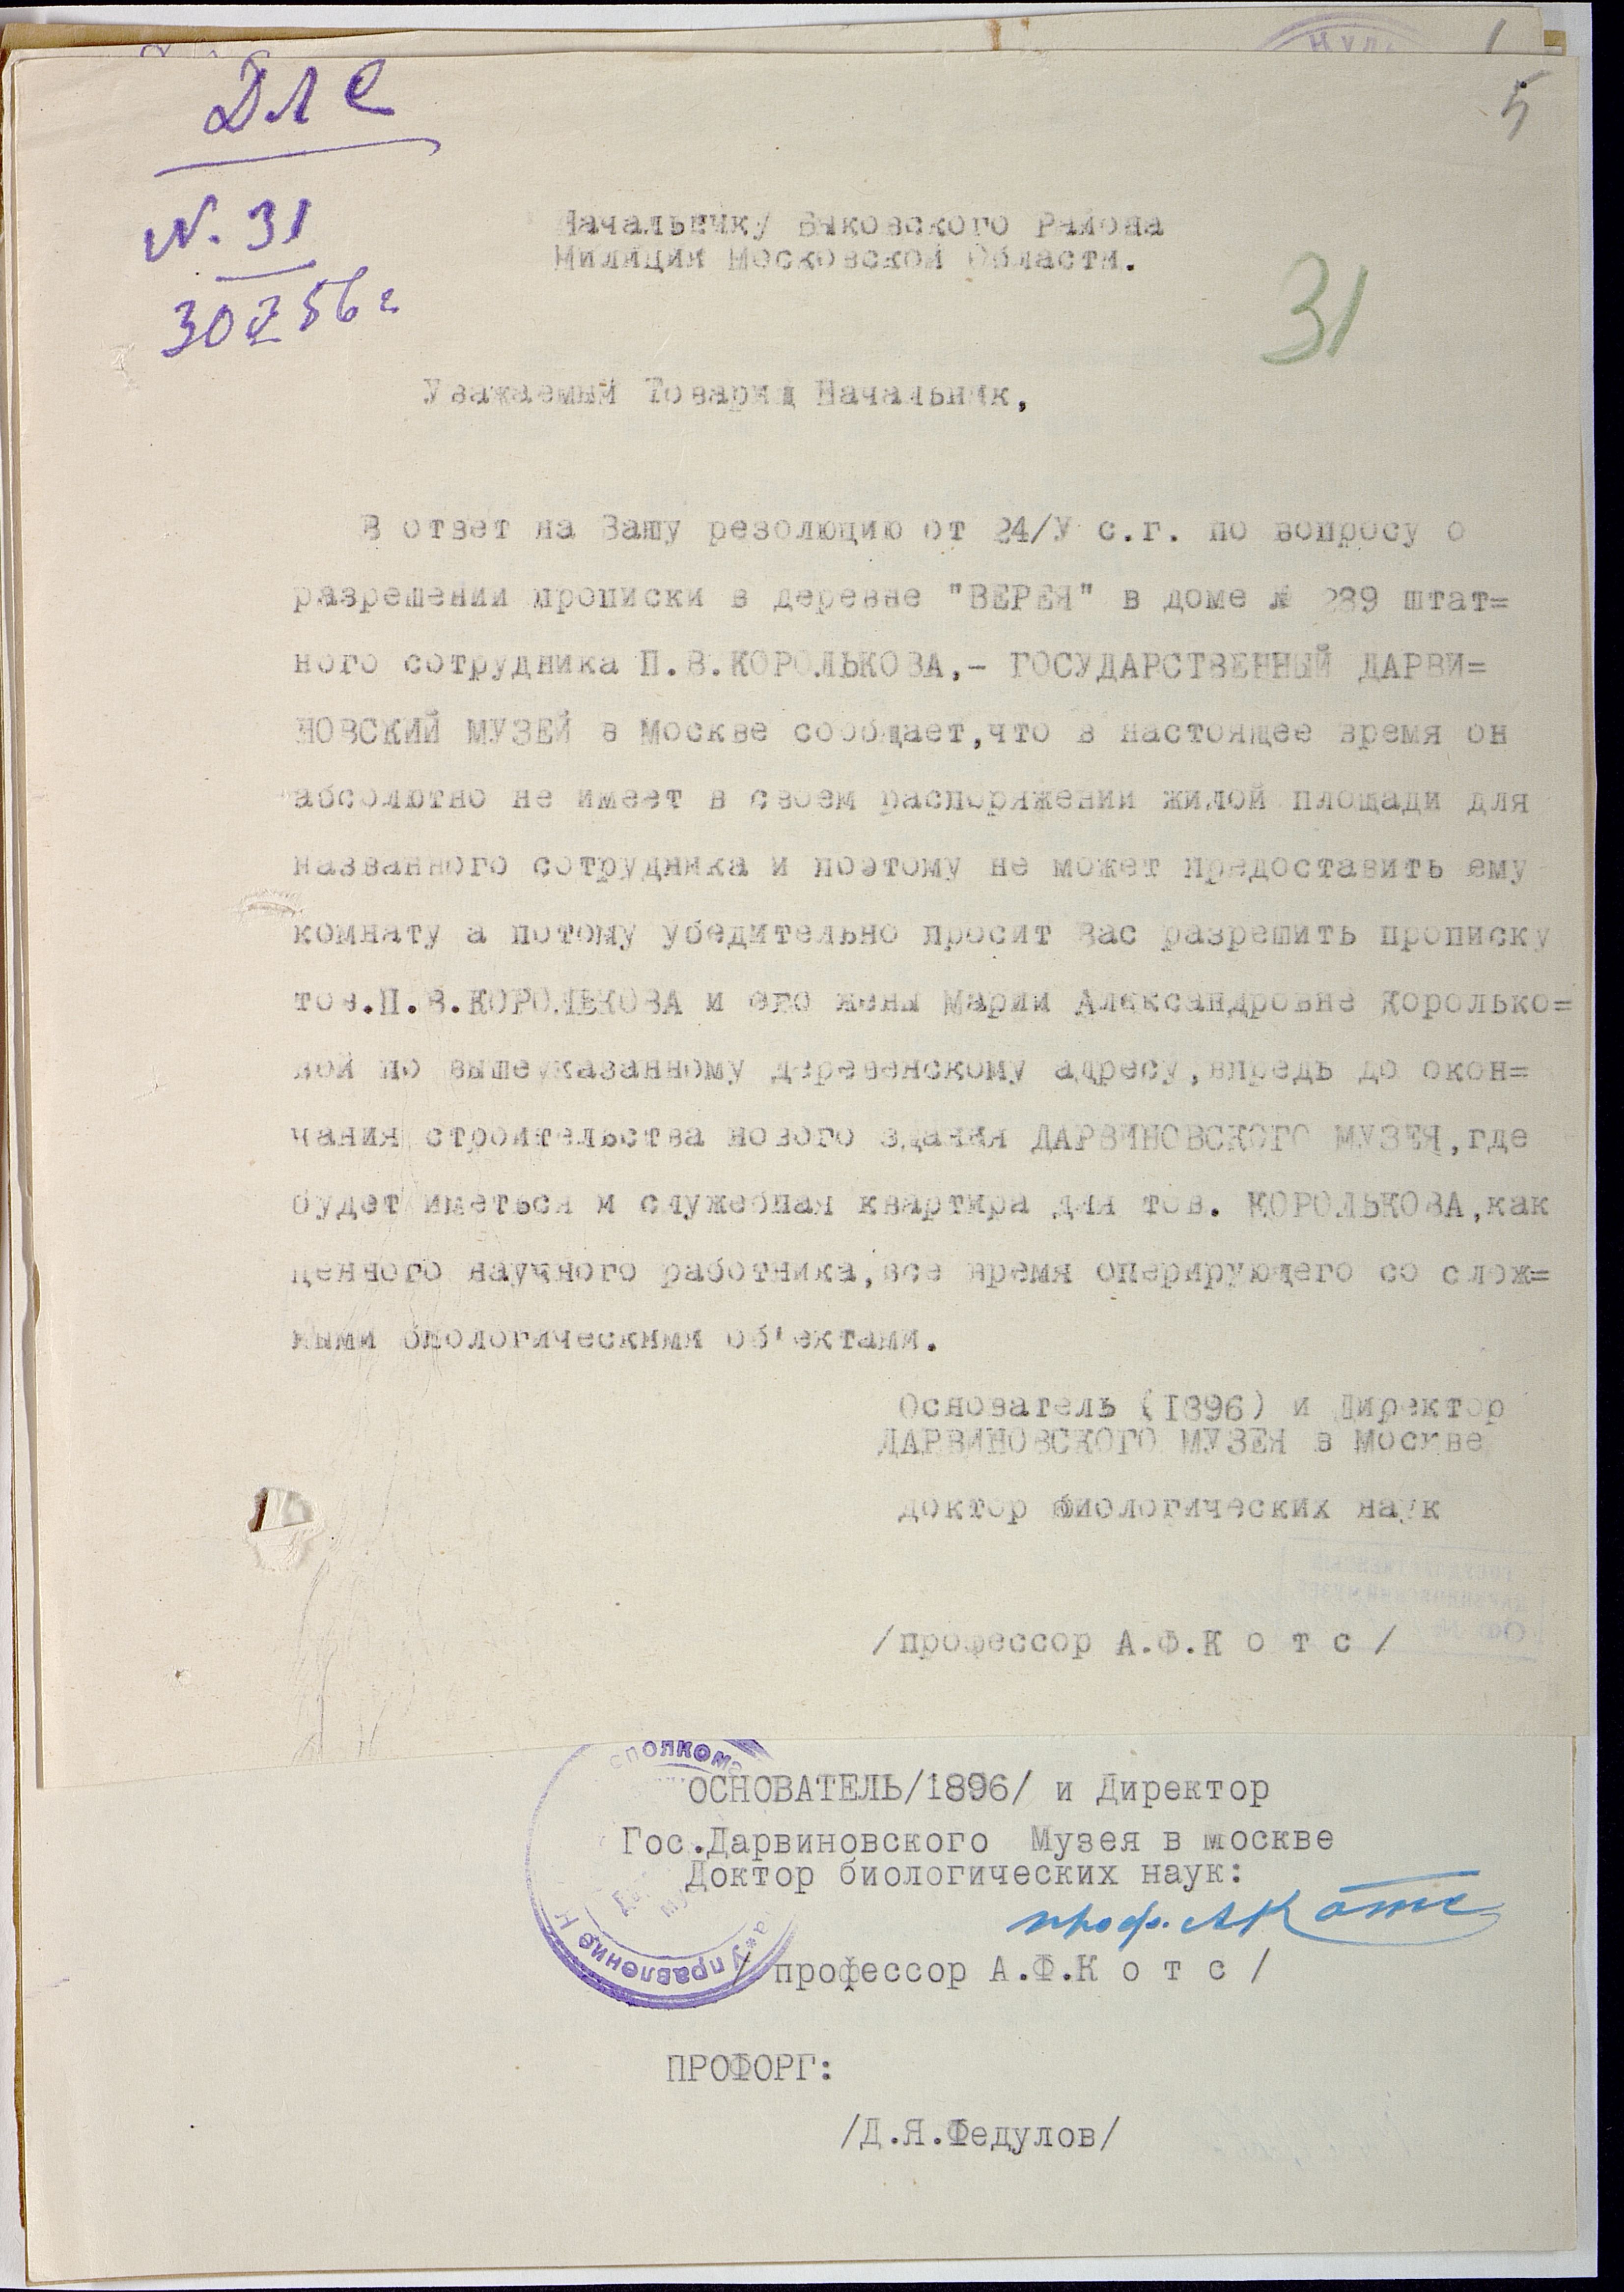 5
Дле
N. 31
30 V 56 г
Начальнику Быковского Района
Милиции Московской Области.
31
Уважаемый Товарищ Начальник,
В ответ на Вашу резолюцию от 24/У с.г. по вопросу о
разрешении прописки в деревне "ВЕРЕЯ" в доме № 289 штат=
ного сотрудника П.В.КОРОЛЬКОВА,- ГОСУДАРСТВЕННЫЙ ДАРВИ=
НОВСКИЙ МУЗЕЙ в Москве сообщает,что в настоящее время он
абсолютно не имеет в своем распоряжении жилой площади для
названного сотрудника и поэтому не может предоставить ему
комнату а потому убедительно просит Вас разрешить прописку
тов.П.В.КОРОЛЬКОВА и его жены Марии Александровне Королько=
вой по вышеуказанному деревенскому адресу,впредь до окон=
чания строительства нового здания ДАРВИНОВСКОГО МУЗЕЯ,где
будет иметься и служебная квартира для тов. КОРОЛЬКОВА,как
ценного научного работника,все время оперирующего со слож=
ными биологическими об'ектами.
Основатель (I896) и Директор
ДАРВИНОВСКОГО МУЗЕЯ в Москве
доктор биологических наук
/профессор А.Ф.К о т с /
ОСНОВАТЕЛЬ/1896/ и Директор
Гос.Дарвиновского Музея в москве
Доктор биологических наук:
проф. АКотс
/ профессор А.Ф.К о т с /
Управление
ПРОФОРГ:
/Д.Я.Федулов/